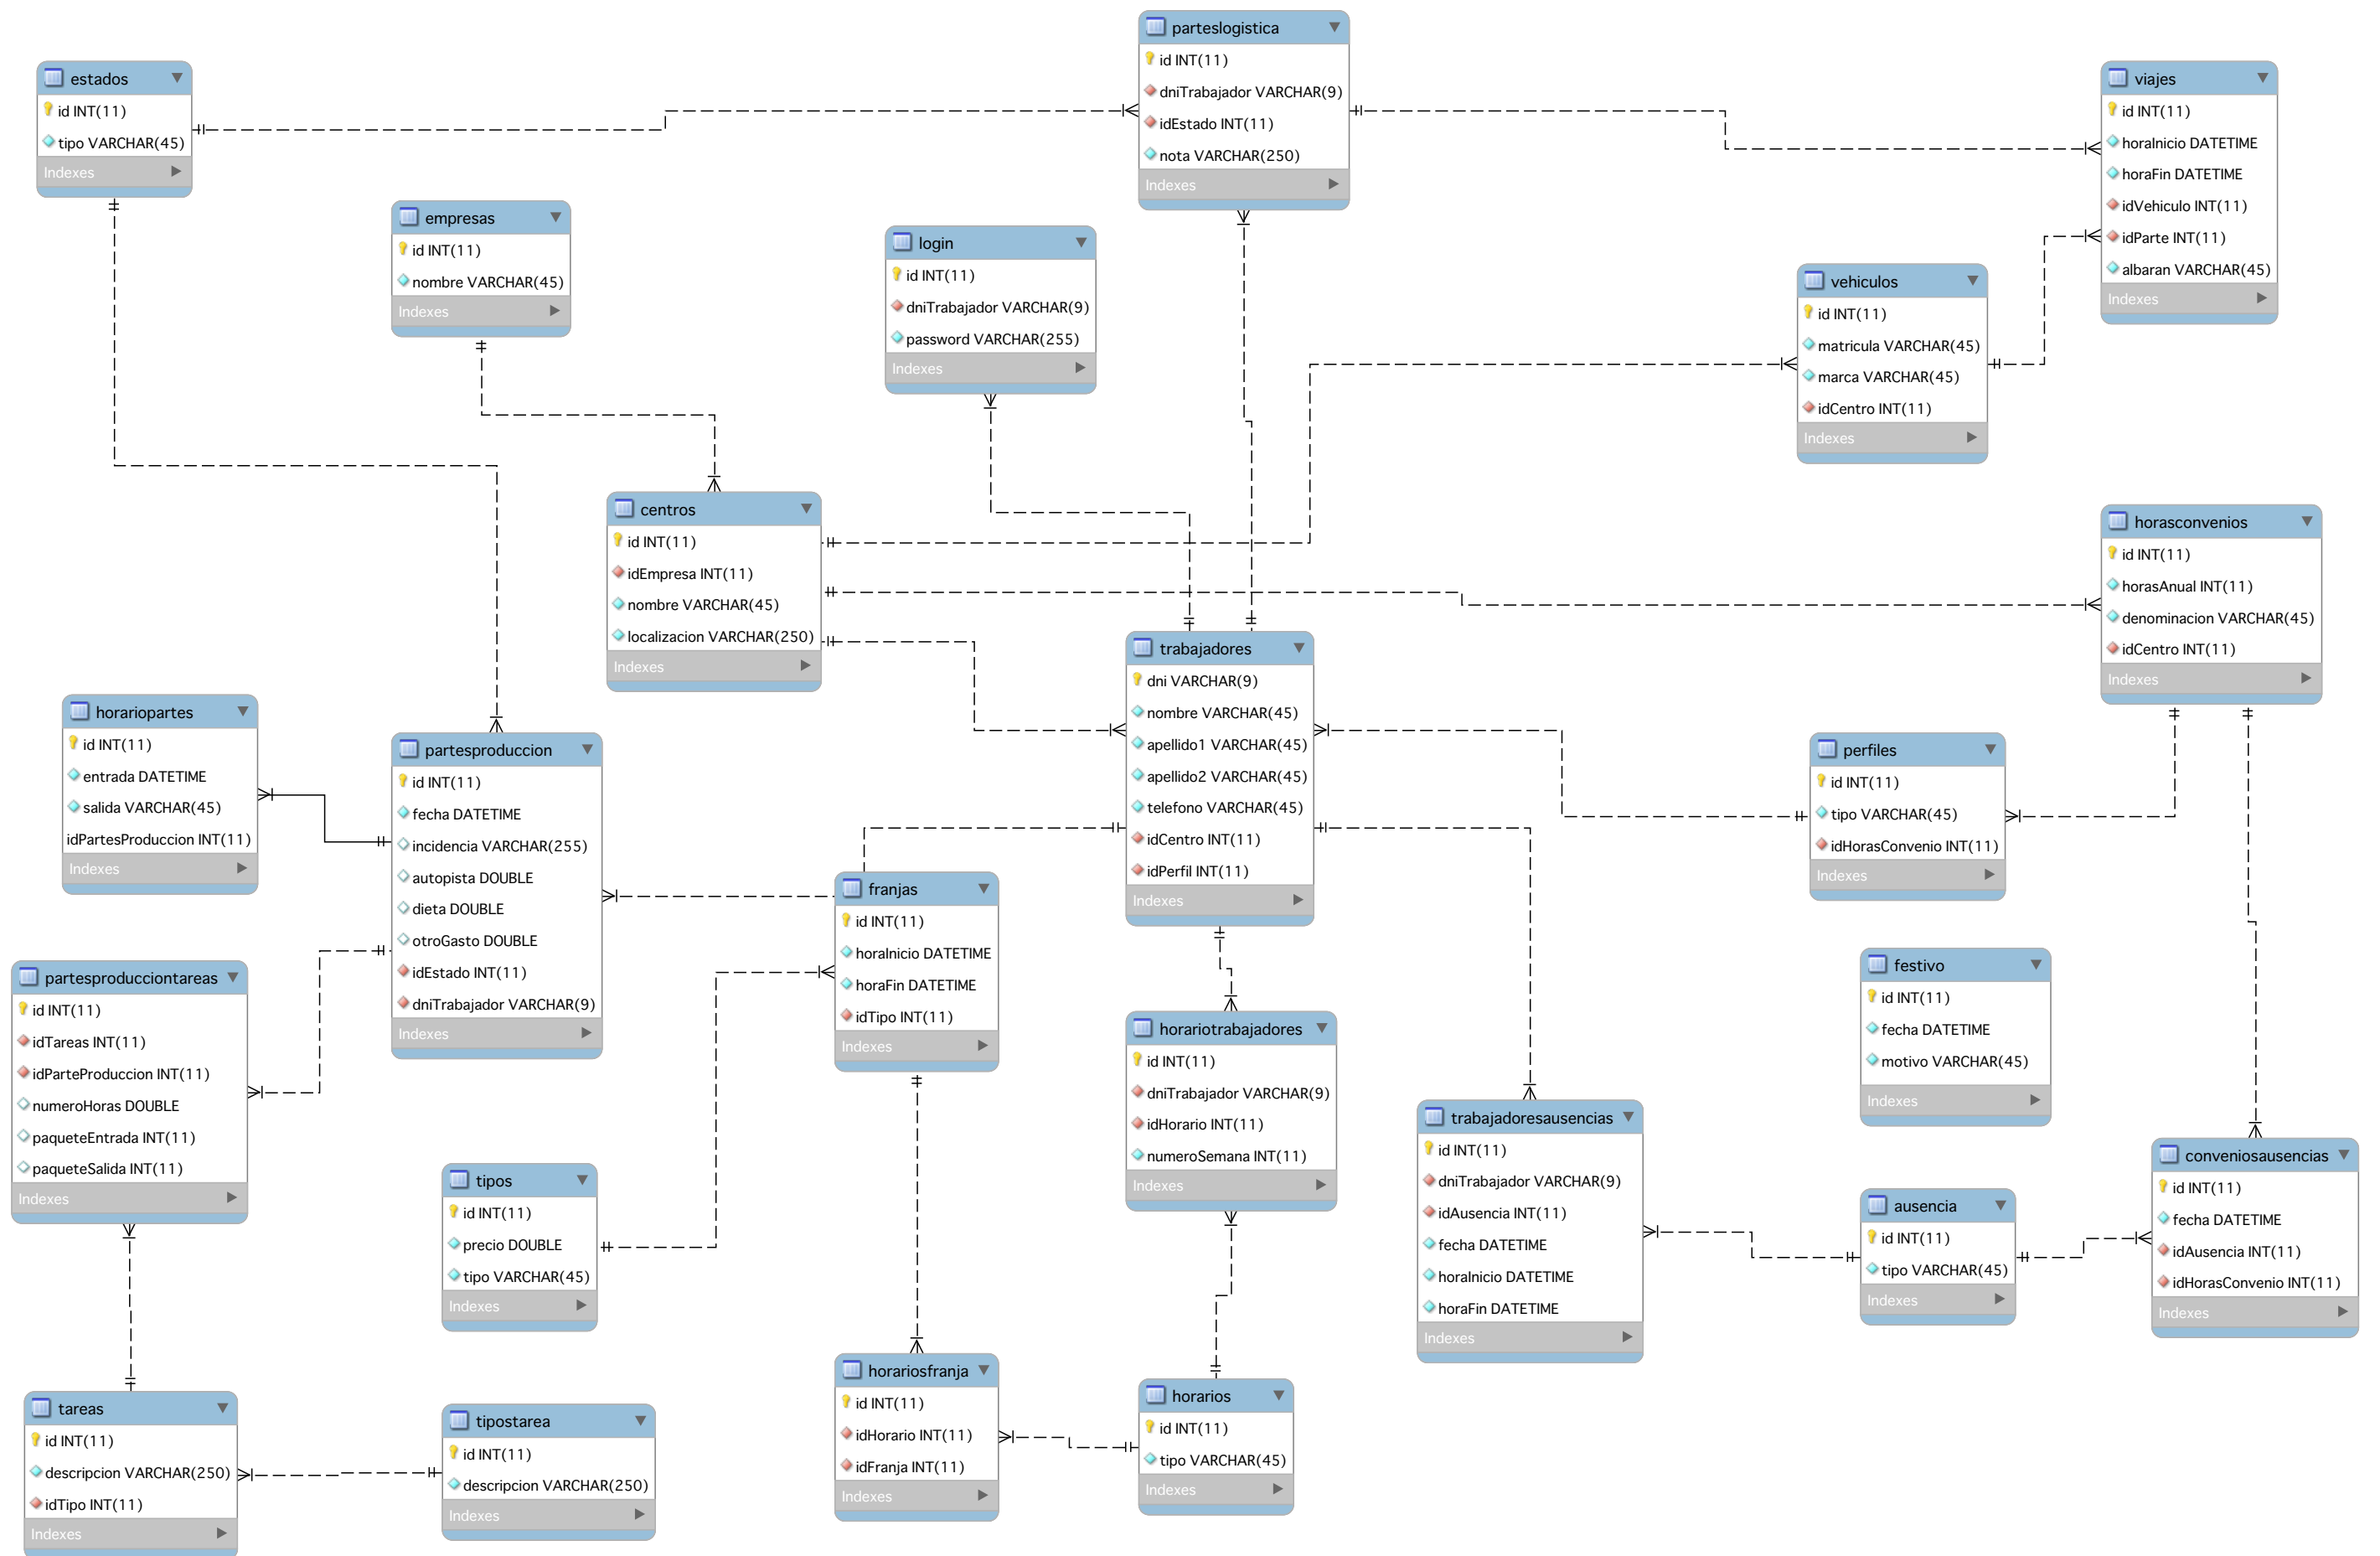 parteslogistica
id INT(11)
dniTrabajador VARCHAR(9)
idEstado INT(11)
nota VARCHAR(250)
Indexes
estados
id INT(11)
tipo VARCHAR(45)
Indexes
viajes
id INT(11)
horaInicio DATETIME
horaFin DATETIME
idVehiculo INT(11)
idParte INT(11)
albaran VARCHAR(45)
Indexes
empresas
id INT(11)
nombre VARCHAR(45)
Indexes
login
id INT(11)
dniTrabajador VARCHAR(9)
password VARCHAR(255)
Indexes
vehiculos
id INT(11)
matricula VARCHAR(45)
marca VARCHAR(45)
idCentro INT(11)
Indexes
centros
id INT(11)
idEmpresa INT(11)
nombre VARCHAR(45)
localizacion VARCHAR(250)
Indexes
horasconvenios
id INT(11)
horasAnual INT(11)
denominacion VARCHAR(45)
idCentro INT(11)
Indexes
trabajadores
dni VARCHAR(9)
nombre VARCHAR(45)
apellido1 VARCHAR(45)
apellido2 VARCHAR(45)
telefono VARCHAR(45)
idCentro INT(11)
idPerfil INT(11)
Indexes
horariopartes
id INT(11)
entrada DATETIME
salida VARCHAR(45)
idPartesProduccion INT(11)
Indexes
partesproduccion
id INT(11)
fecha DATETIME
incidencia VARCHAR(255)
autopista DOUBLE
dieta DOUBLE
otroGasto DOUBLE
idEstado INT(11)
dniTrabajador VARCHAR(9)
Indexes
perfiles
id INT(11)
tipo VARCHAR(45)
idHorasConvenio INT(11)
Indexes
franjas
id INT(11)
horaInicio DATETIME
horaFin DATETIME
idTipo INT(11)
Indexes
festivo
id INT(11)
fecha DATETIME
motivo VARCHAR(45)
Indexes
partesproducciontareas
id INT(11)
idTareas INT(11)
idParteProduccion INT(11)
numeroHoras DOUBLE
paqueteEntrada INT(11)
paqueteSalida INT(11)
Indexes
horariotrabajadores
id INT(11)
dniTrabajador VARCHAR(9)
idHorario INT(11)
numeroSemana INT(11)
Indexes
trabajadoresausencias
id INT(11)
dniTrabajador VARCHAR(9)
idAusencia INT(11)
fecha DATETIME
horaInicio DATETIME
horaFin DATETIME
Indexes
conveniosausencias
id INT(11)
fecha DATETIME
idAusencia INT(11)
idHorasConvenio INT(11)
Indexes
tipos
id INT(11)
precio DOUBLE
tipo VARCHAR(45)
Indexes
ausencia
id INT(11)
tipo VARCHAR(45)
Indexes
horariosfranja
id INT(11)
idHorario INT(11)
idFranja INT(11)
Indexes
horarios
id INT(11)
tipo VARCHAR(45)
Indexes
tareas
id INT(11)
descripcion VARCHAR(250)
idTipo INT(11)
Indexes
tipostarea
id INT(11)
descripcion VARCHAR(250)
Indexes